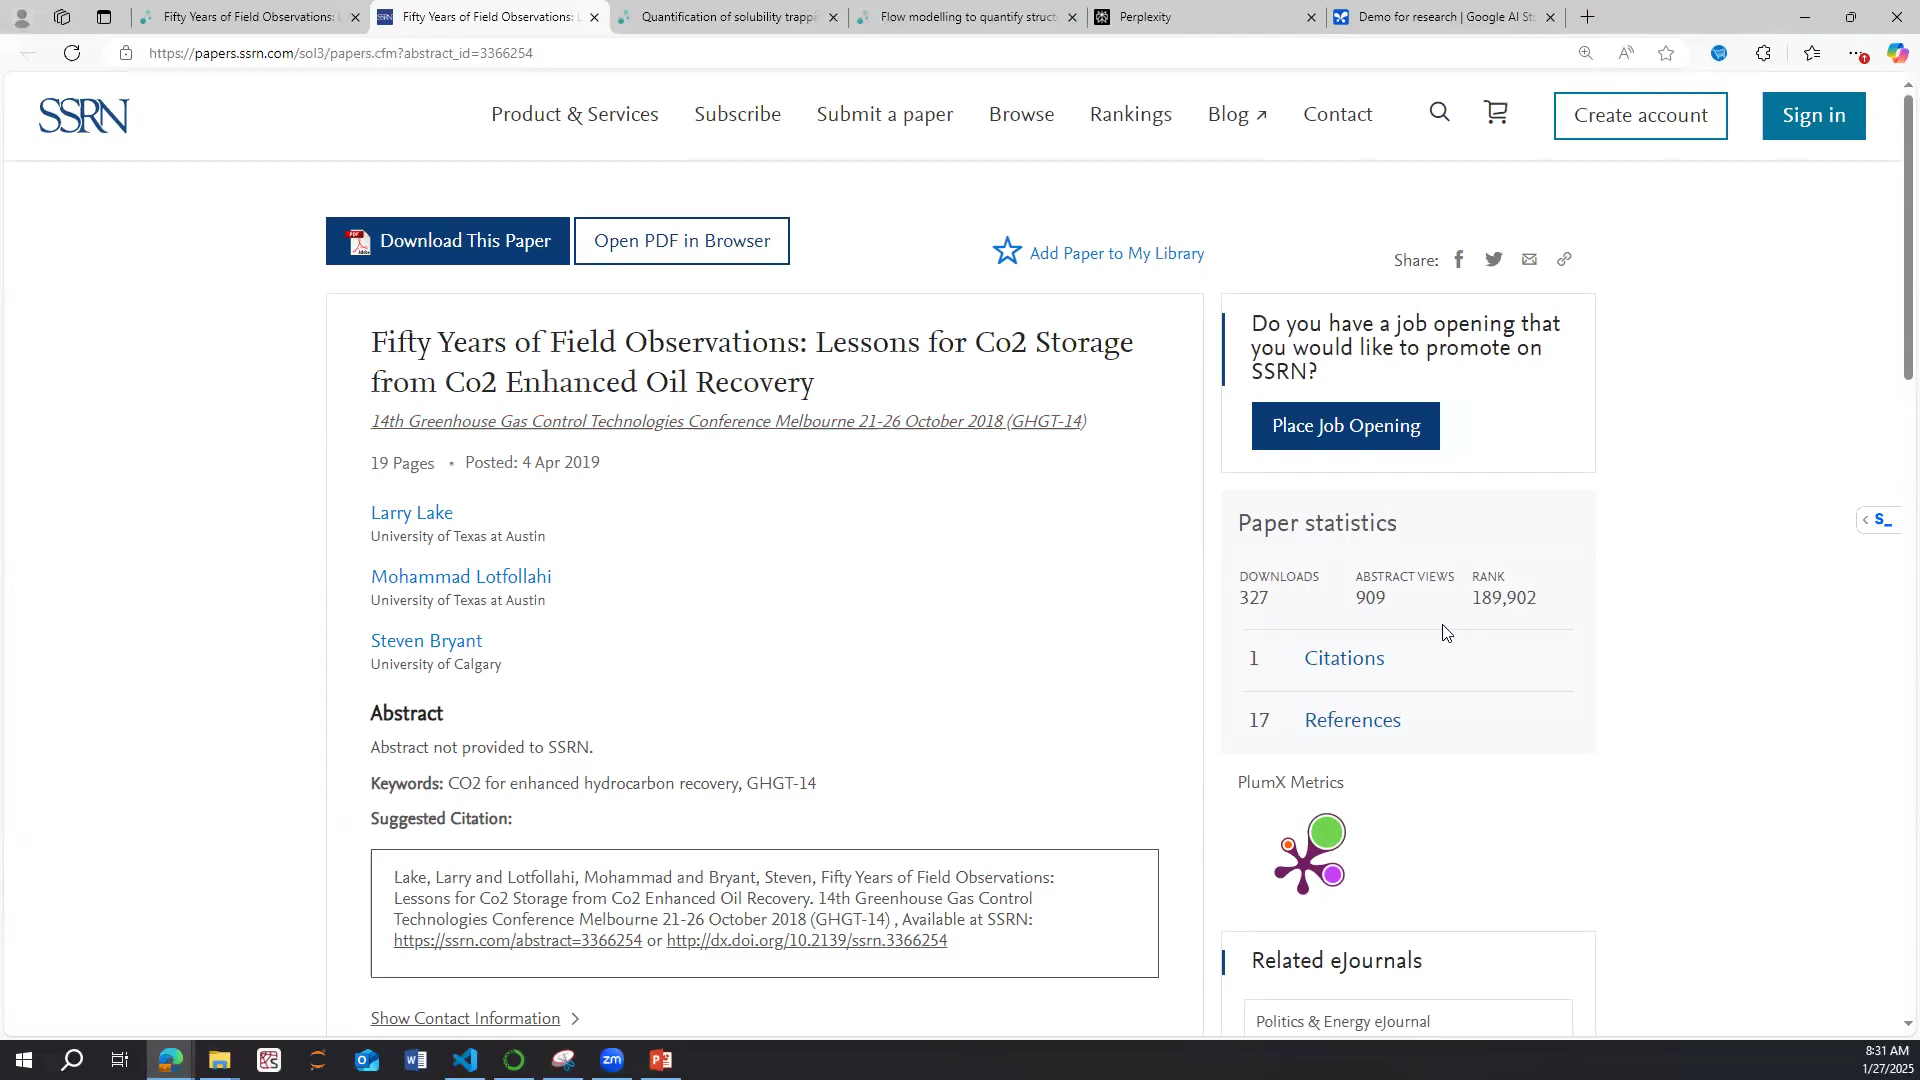 Fifty Years of Field Observations: L
Fifty Years of Field Observations: L
Quantification of solubility trappi
Flow modelling to quantify struct
Perplexity
Demo for research | Google AI St
https://papers.ssrn.com/sol3/papers.cfm?abstract_id=3366254
SSRN
Product & Services
Subscribe
Submit a paper
Browse
Rankings
Blog ↗
Contact
Create account
Sign in
Download This Paper
Open PDF in Browser
Add Paper to My Library
Share:
Fifty Years of Field Observations: Lessons for Co2 Storage
from Co2 Enhanced Oil Recovery
14th Greenhouse Gas Control Technologies Conference Melbourne 21-26 October 2018 (GHGT-14)
19 Pages • Posted: 4 Apr 2019
Larry Lake
University of Texas at Austin
Mohammad Lotfollahi
University of Texas at Austin
Steven Bryant
University of Calgary
Abstract
Abstract not provided to SSRN.
Keywords: CO2 for enhanced hydrocarbon recovery, GHGT-14
Suggested Citation:
Lake, Larry and Lotfollahi, Mohammad and Bryant, Steven, Fifty Years of Field Observations:
Lessons for Co2 Storage from Co2 Enhanced Oil Recovery. 14th Greenhouse Gas Control
Technologies Conference Melbourne 21-26 October 2018 (GHGT-14) , Available at SSRN:
https://ssrn.com/abstract=3366254 or http://dx.doi.org/10.2139/ssrn.3366254
Show Contact Information >
Do you have a job opening that
you would like to promote on
SSRN?
Place Job Opening
Paper statistics
DOWNLOADS ABSTRACT VIEWS RANK
327 909 189,902
1 Citations
17 References
PlumX Metrics
Related eJournals
Politics & Energy eJournal
< S_
zm
8:31 AM
1/27/2025